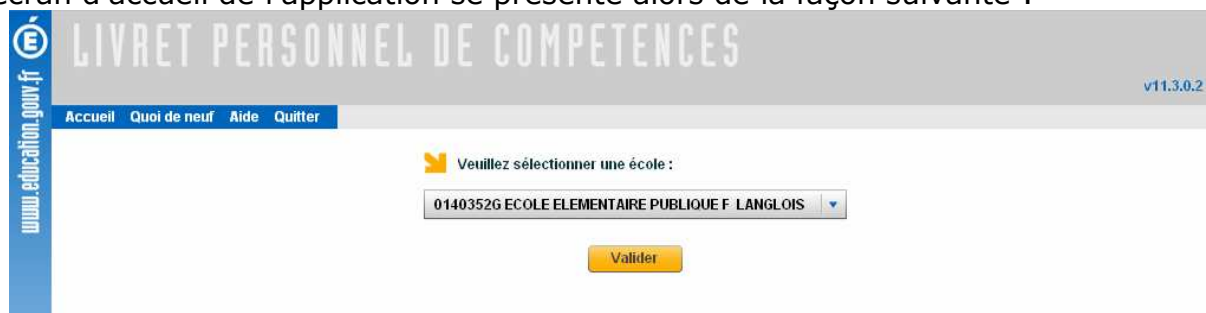 écran d'accueil de l'application se présente alors de la façon suivante :
É
www.education.gouv.fr
LIVRET PERSONNEL DE COMPETENCES
v11.3.0.2
Accueil Quoi de neuf Aide Quitter
Veuillez sélectionner une école :
0140352G ECOLE ELEMENTAIRE PUBLIQUE F LANGLOIS
Valider